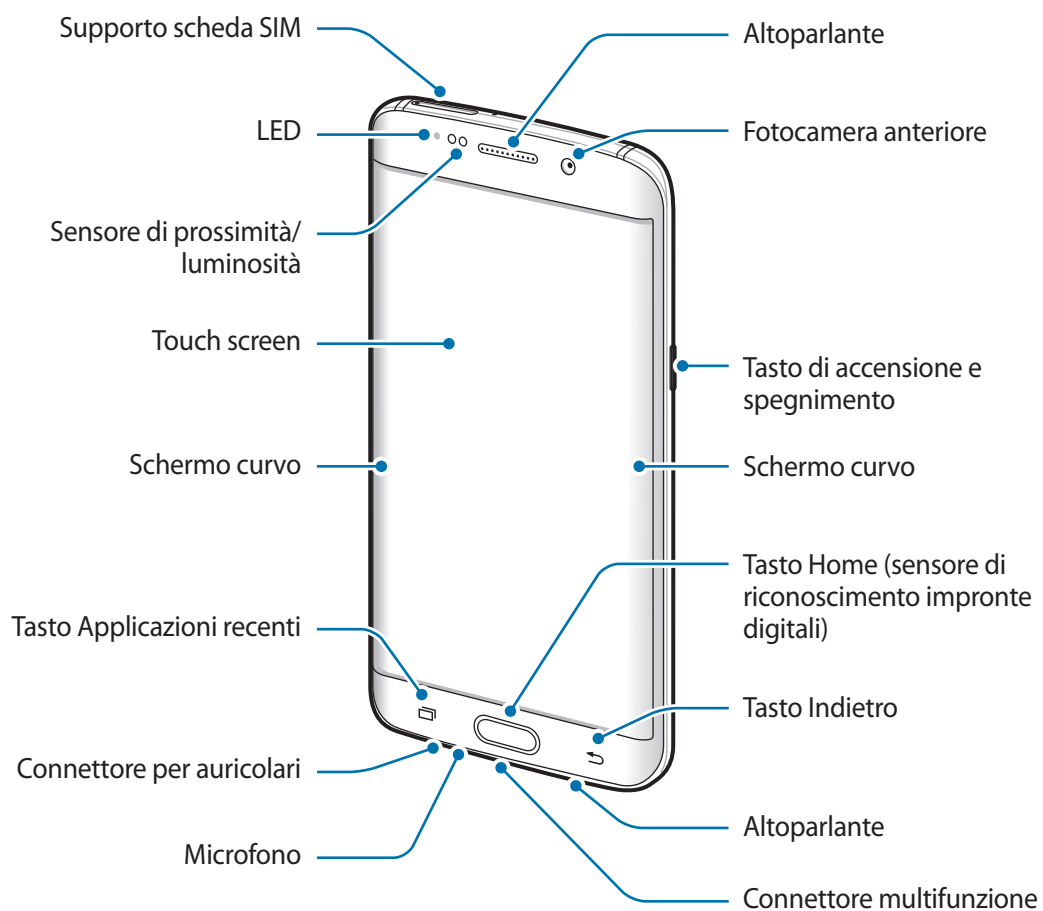 Supporto scheda SIM
LED
Sensore di prossimità/
luminosità
Touch screen
Schermo curvo
Tasto Applicazioni recenti
Connettore per auricolari
Microfono
Altoparlante
Fotocamera anteriore
Tasto di accensione e
spegnimento
Schermo curvo
Tasto Home (sensore di
riconoscimento impronte
digitali)
Tasto Indietro
Altoparlante
Connettore multifunzione